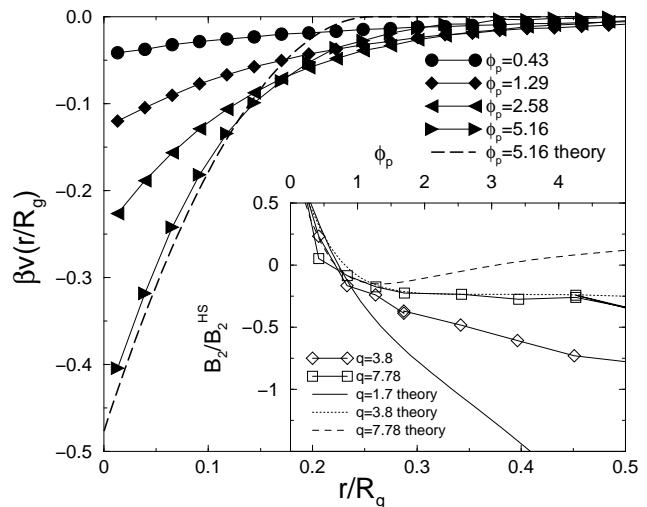 0.0
−0.1
−0.2
−0.3
−0.4
−0.5
βv(r/R_g)
ϕ_p=0.43
ϕ_p=1.29
ϕ_p=2.58
ϕ_p=5.16
ϕ_p=5.16 theory
ϕ_p
0 1 2 3 4
0.5
0
−0.5
−1
B_2/B_2^HS
q=3.8
q=7.78
q=1.7 theory
q=3.8 theory
q=7.78 theory
0 0.1 0.2 0.3 0.4 0.5
r/R_g